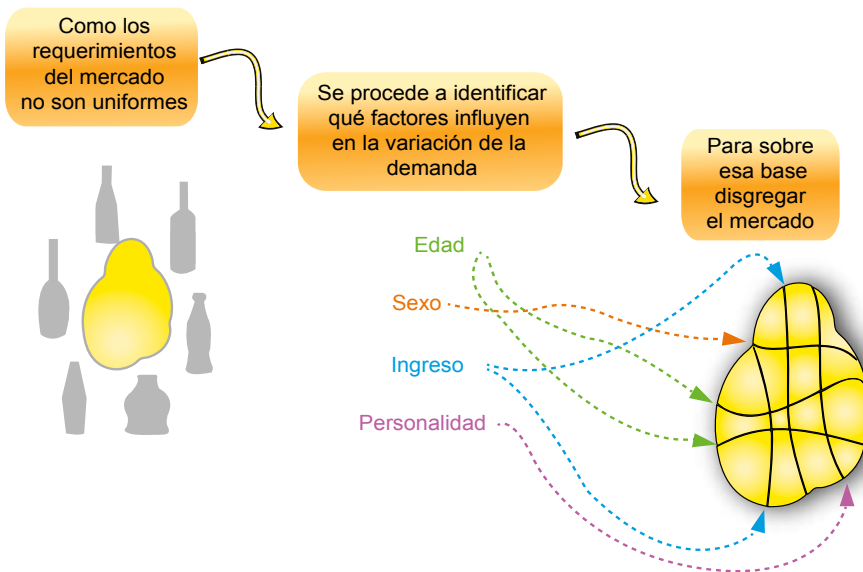 Como los
requerimientos
del mercado
no son uniformes
Se procede a identificar
qué factores influyen
en la variación de la
demanda
Para sobre
esa base
disgregar
el mercado
Edad
Sexo
Ingreso
Personalidad